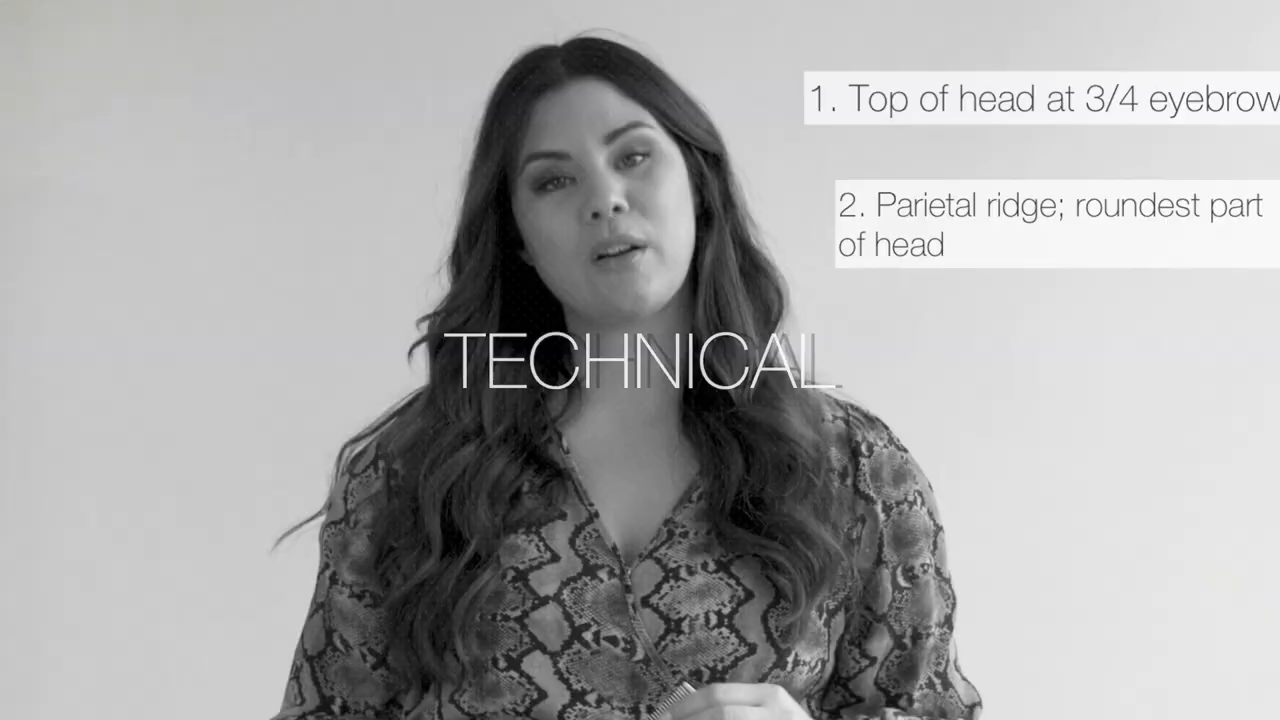 1. Top of head at 3/4 eyebrow
2. Parietal ridge; roundest part
of head
TECHNICAL